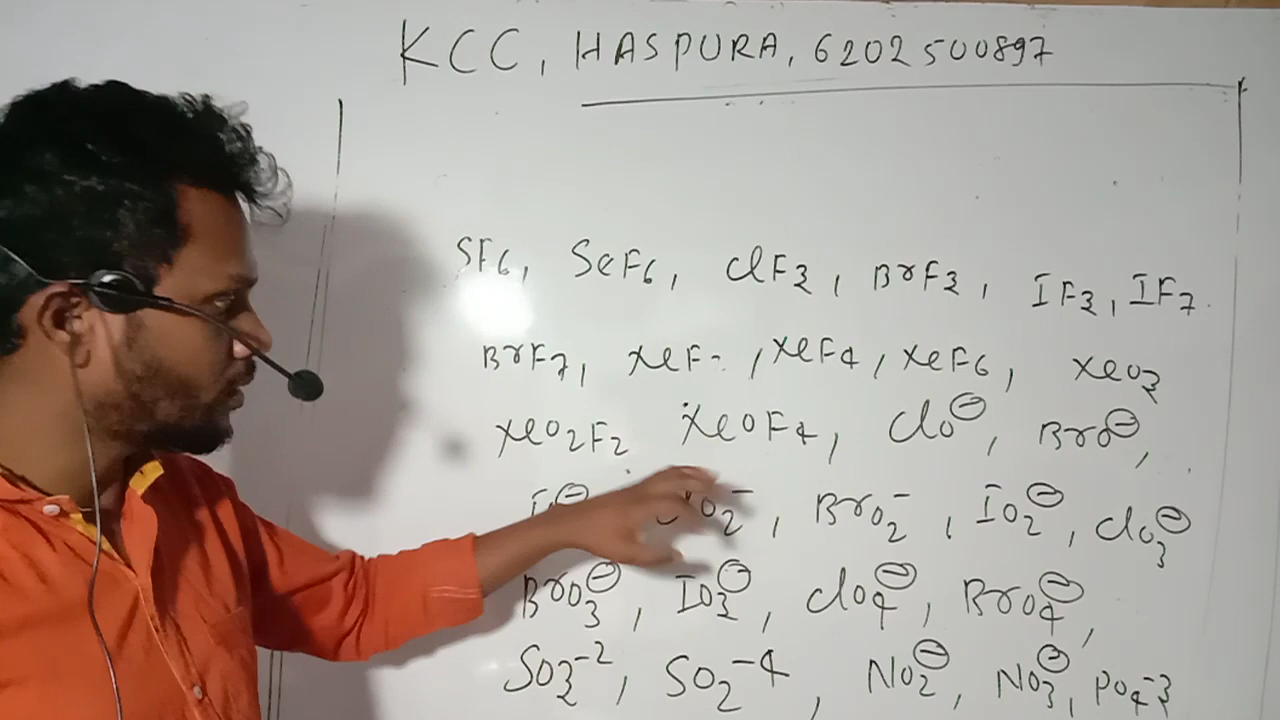 KCC, HASPURA, 6202500897
SF6, SeF6, ClF3, BrF3, IF3, IF7.
BrF7, XeF2, XeF4, XeF6, XeO3
XeO2F2 XeOF4, ClO⊖, BrO⊖,
IO⊖ ClO2⁻, BrO2⁻, IO2⊖, ClO3⊖
BrO3⊖, IO3⊖, ClO4⊖, BrO4⊖,
SO3⁻², SO2⁻⁴, NO2⊖, NO3⊖, PO4⁻³